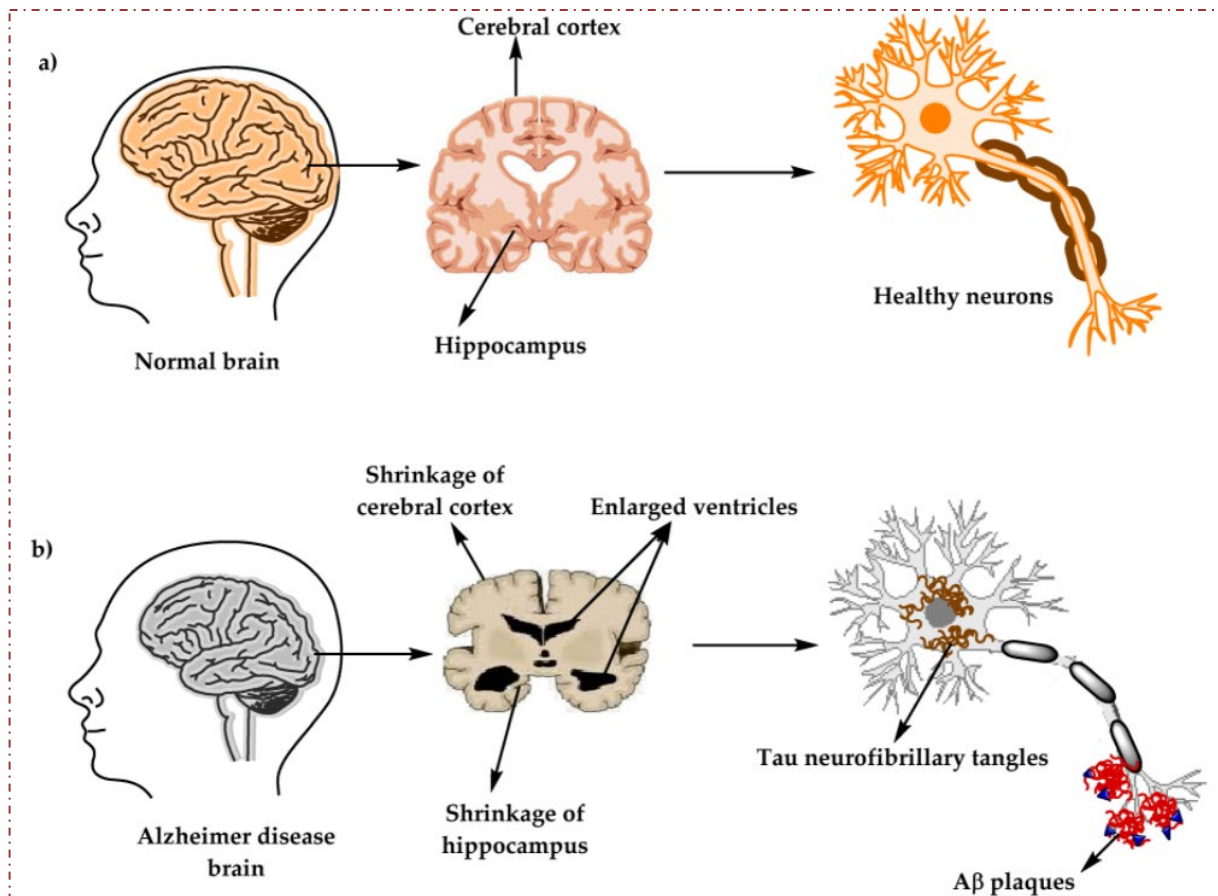 a)
Cerebral cortex
Healthy neurons
Hippocampus
Normal brain
b)
Shrinkage of
cerebral cortex
Enlarged ventricles
Tau neurofibrillary tangles
Shrinkage of
hippocampus
Alzheimer disease
brain
Aβ plaques